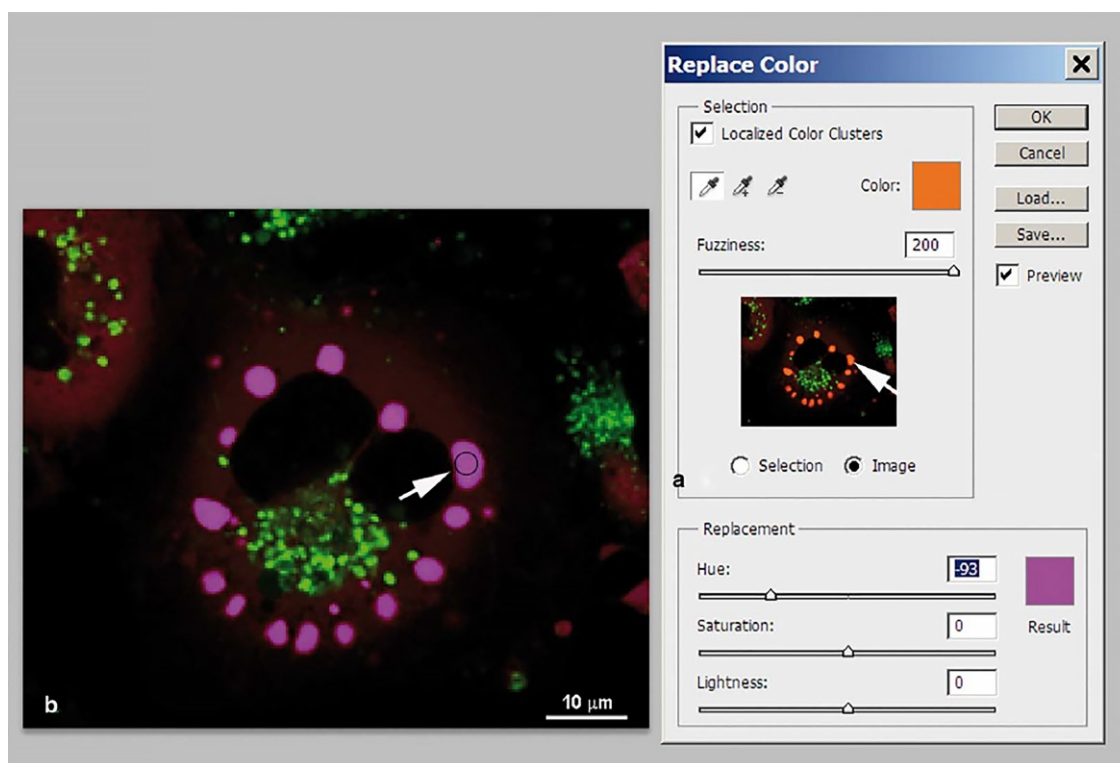 Replace Color
Selection
Localized Color Clusters
Color:
Fuzziness:
200
Selection
Image
a
OK
Cancel
Load...
Save...
Preview
Replacement
Hue:
-93
Saturation:
0
Lightness:
0
Result
b
10 μm